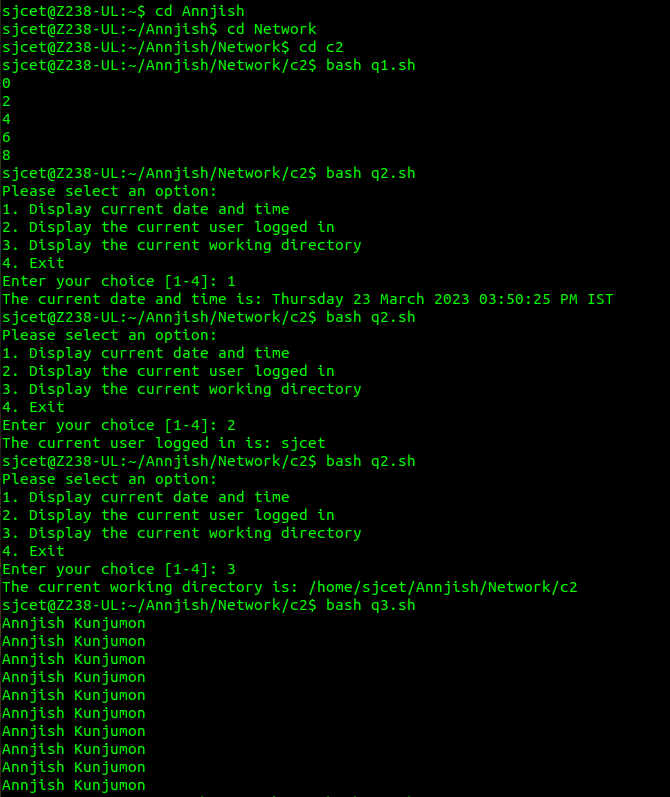 sjcet@Z238-UL:~$ cd Annjish
sjcet@Z238-UL:~/Annjish$ cd Network
sjcet@Z238-UL:~/Annjish/Network$ cd c2
sjcet@Z238-UL:~/Annjish/Network/c2$ bash q1.sh
0
2
4
6
8
sjcet@Z238-UL:~/Annjish/Network/c2$ bash q2.sh
Please select an option:
1. Display current date and time
2. Display the current user logged in
3. Display the current working directory
4. Exit
Enter your choice [1-4]: 1
The current date and time is: Thursday 23 March 2023 03:50:25 PM IST
sjcet@Z238-UL:~/Annjish/Network/c2$ bash q2.sh
Please select an option:
1. Display current date and time
2. Display the current user logged in
3. Display the current working directory
4. Exit
Enter your choice [1-4]: 2
The current user logged in is: sjcet
sjcet@Z238-UL:~/Annjish/Network/c2$ bash q2.sh
Please select an option:
1. Display current date and time
2. Display the current user logged in
3. Display the current working directory
4. Exit
Enter your choice [1-4]: 3
The current working directory is: /home/sjcet/Annjish/Network/c2
sjcet@Z238-UL:~/Annjish/Network/c2$ bash q3.sh
Annjish Kunjumon
Annjish Kunjumon
Annjish Kunjumon
Annjish Kunjumon
Annjish Kunjumon
Annjish Kunjumon
Annjish Kunjumon
Annjish Kunjumon
Annjish Kunjumon
Annjish Kunjumon